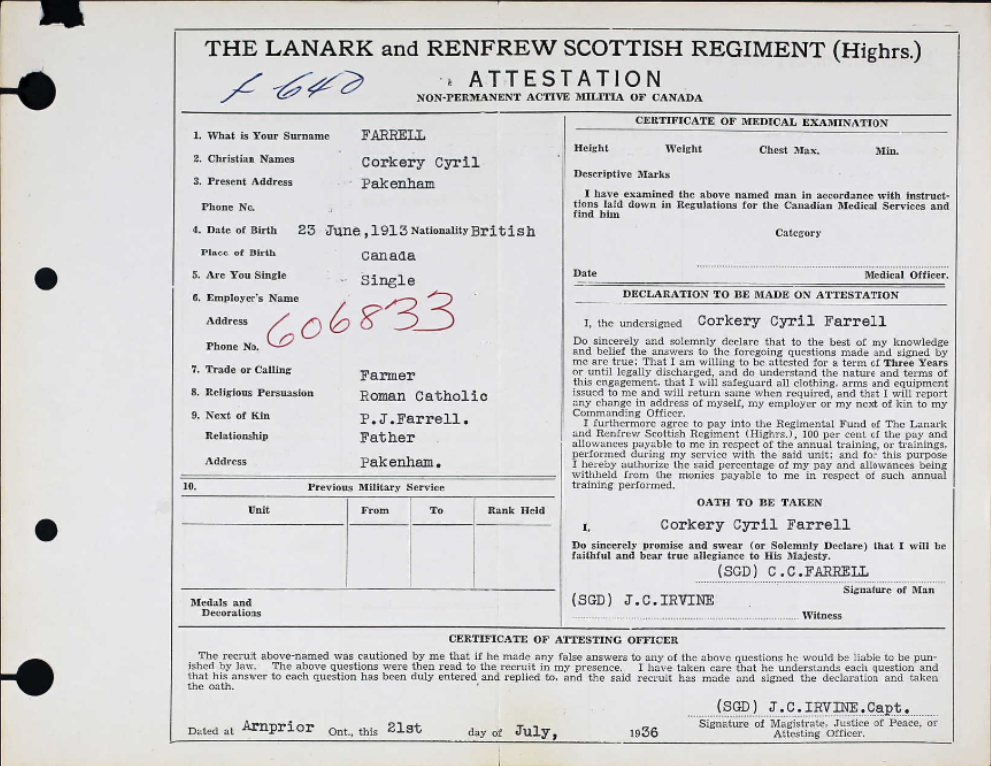 THE LANARK and RENFREW SCOTTISH REGIMENT (Highrs.)
f 640
ATTESTATION
NON-PERMANENT ACTIVE MILITIA OF CANADA
1. What is Your Surname FARRELL
2. Christian Names Corkery Cyril
3. Present Address Pakenham
Phone No.
4. Date of Birth 23 June,1913 Nationality British
Place of Birth Canada
5. Are You Single Single
6. Employer's Name
Address
606833
Phone No.
7. Trade or Calling Farmer
8. Religious Persuasion Roman Catholic
9. Next of Kin P.J.Farrell.
Relationship Father
Address Pakenham.
10. Previous Military Service
Unit From To Rank Held
Medals and
Decorations
CERTIFICATE OF MEDICAL EXAMINATION
Height Weight Chest Max. Min.
Descriptive Marks
I have examined the above named man in accordance with instruct-
tions laid down in Regulations for the Canadian Medical Services and
find him
Category
Date Medical Officer.
DECLARATION TO BE MADE ON ATTESTATION
I, the undersigned Corkery Cyril Farrell
Do sincerely and solemnly declare that to the best of my knowledge
and belief the answers to the foregoing questions made and signed by
me are true: That I am willing to be attested for a term of Three Years
or until legally discharged, and do understand the nature and terms of
this engagement. that I will safeguard all clothing, arms and equipment
issued to me and will return same when required, and that I will report
any change in address of myself, my employer or my next of kin to my
Commanding Officer.
I furthermore agree to pay into the Regimental Fund of The Lanark
and Renfrew Scottish Regiment (Highrs.), 100 per cent of the pay and
allowances payable to me in respect of the annual training, or trainings.
performed during my service with the said unit; and for this purpose
I hereby authorize the said percentage of my pay and allowances being
withheld from the monies payable to me in respect of such annual
training performed.
OATH TO BE TAKEN
I, Corkery Cyril Farrell
Do sincerely promise and swear (or Solemnly Declare) that I will be
faithful and bear true allegiance to His Majesty.
(SGD) C.C.FARRELL
Signature of Man
(SGD) J.C.IRVINE
Witness
CERTIFICATE OF ATTESTING OFFICER
The recruit above-named was cautioned by me that if he made any false answers to any of the above questions he would be liable to be pun-
ished by law. The above questions were then read to the recruit in my presence. I have taken care that he understands each question and
that his answer to each question has been duly entered and replied to, and the said recruit has made and signed the declaration and taken
the oath.
(SGD) J.C.IRVINE.Capt.
Signature of Magistrate, Justice of Peace, or
Attesting Officer.
Dated at Arnprior Ont., this 21st day of July, 1936